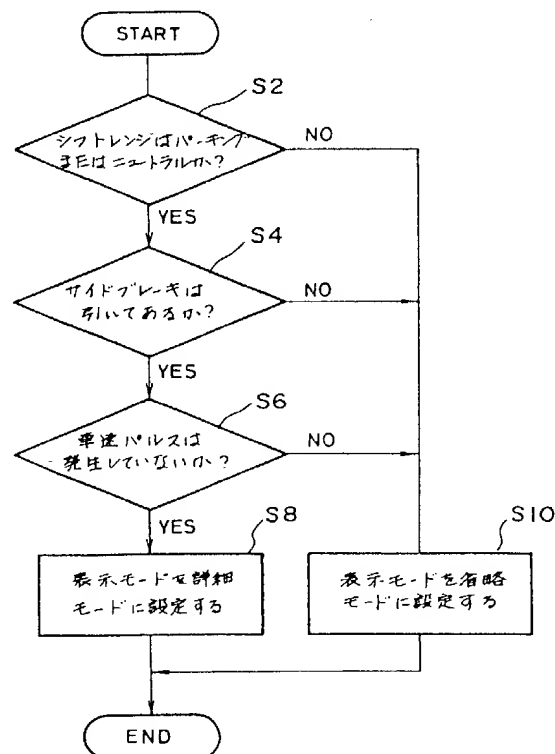 START
S2
シフトレンジはパーキング
またはニュートラルか?
NO
YES
S4
サイドブレーキは
引いてあるか?
NO
YES
S6
車速パルスは
発生していないか?
NO
YES
S8
表示モードを詳細
モードに設定する
S10
表示モードを省略
モードに設定する
END